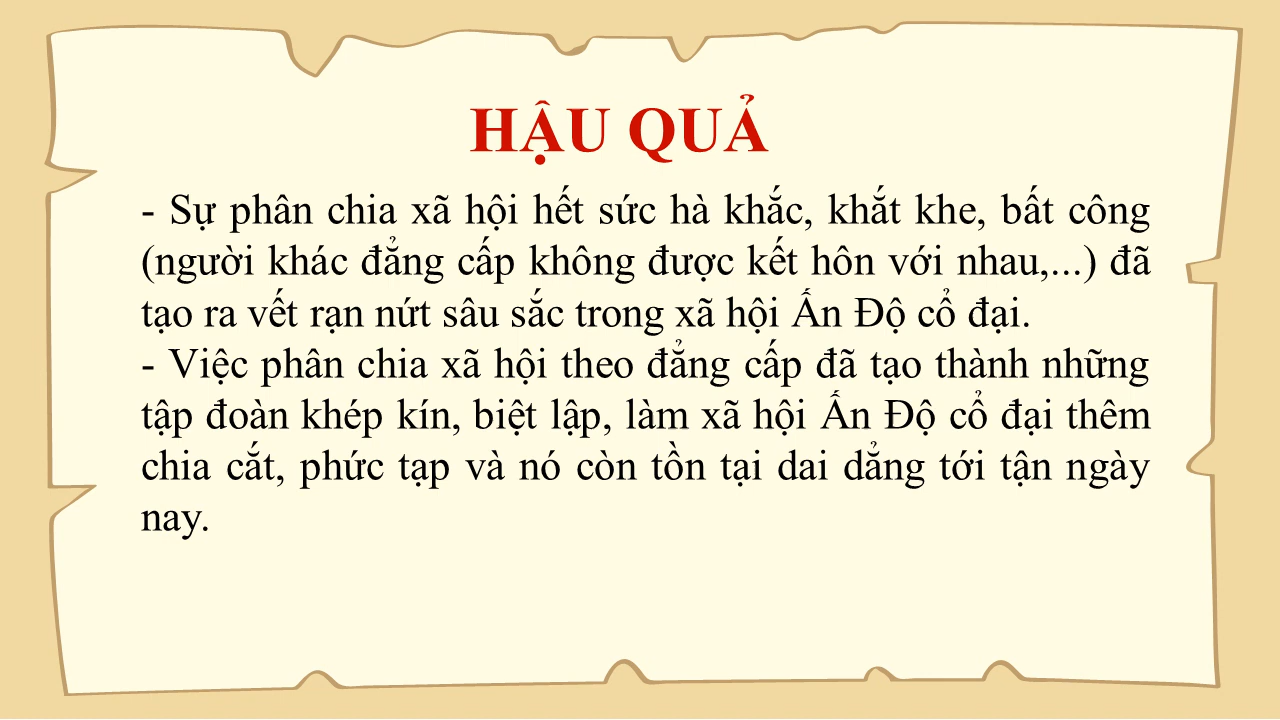 HẬU QUẢ
- Sự phân chia xã hội hết sức hà khắc, khắt khe, bất công
(người khác đẳng cấp không được kết hôn với nhau,...) đã
tạo ra vết rạn nứt sâu sắc trong xã hội Ấn Độ cổ đại.
- Việc phân chia xã hội theo đẳng cấp đã tạo thành những
tập đoàn khép kín, biệt lập, làm xã hội Ấn Độ cổ đại thêm
chia cắt, phức tạp và nó còn tồn tại dai dẳng tới tận ngày
nay.